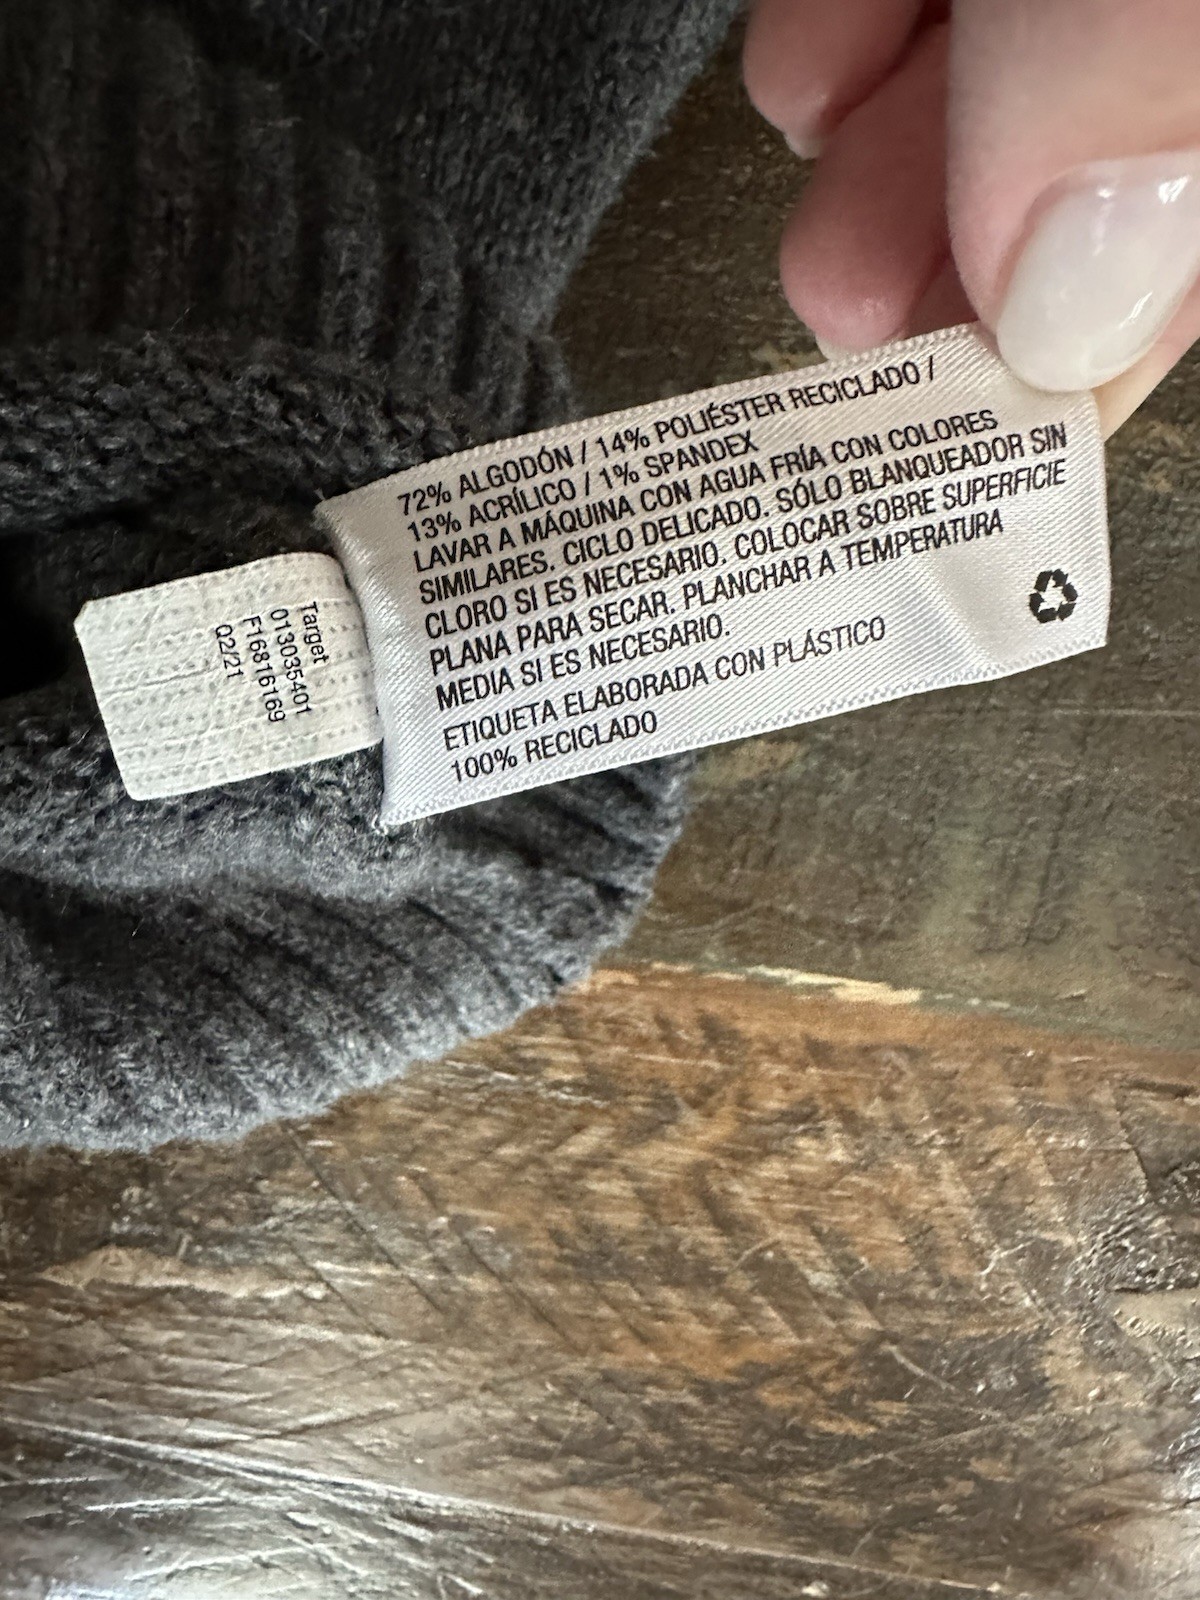 72% ALGODÓN / 14% POLIÉSTER RECICLADO /
13% ACRÍLICO / 1% SPANDEX
LAVAR A MÁQUINA CON AGUA FRÍA CON COLORES
SIMILARES. CICLO DELICADO. SÓLO BLANQUEADOR SIN
CLORO SI ES NECESARIO. COLOCAR SOBRE SUPERFICIE
PLANA PARA SECAR. PLANCHAR A TEMPERATURA
MEDIA SI ES NECESARIO.
ETIQUETA ELABORADA CON PLÁSTICO
100% RECICLADO
Target
013035401
F16816169
Q2/21